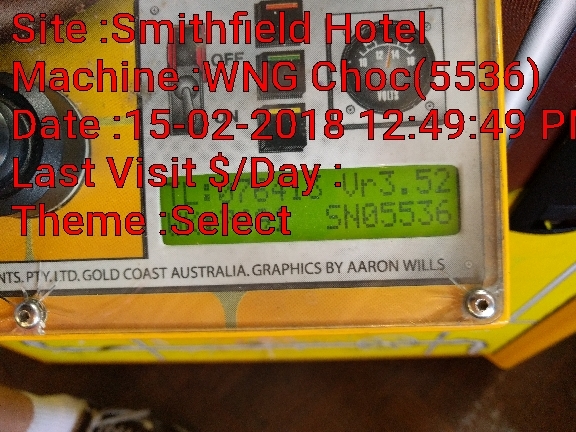 Site :Smithfield Hotel
Machine :WNG Choc(5536)
OFF
Date :15-02-2018 12:49:49 P
Last Visit $/Day :
Vr3.52
Theme :Select
SN05536
NTS. PTY.LTD. GOLD COAST AUSTRALIA. GRAPHICS BY AARON WILLS